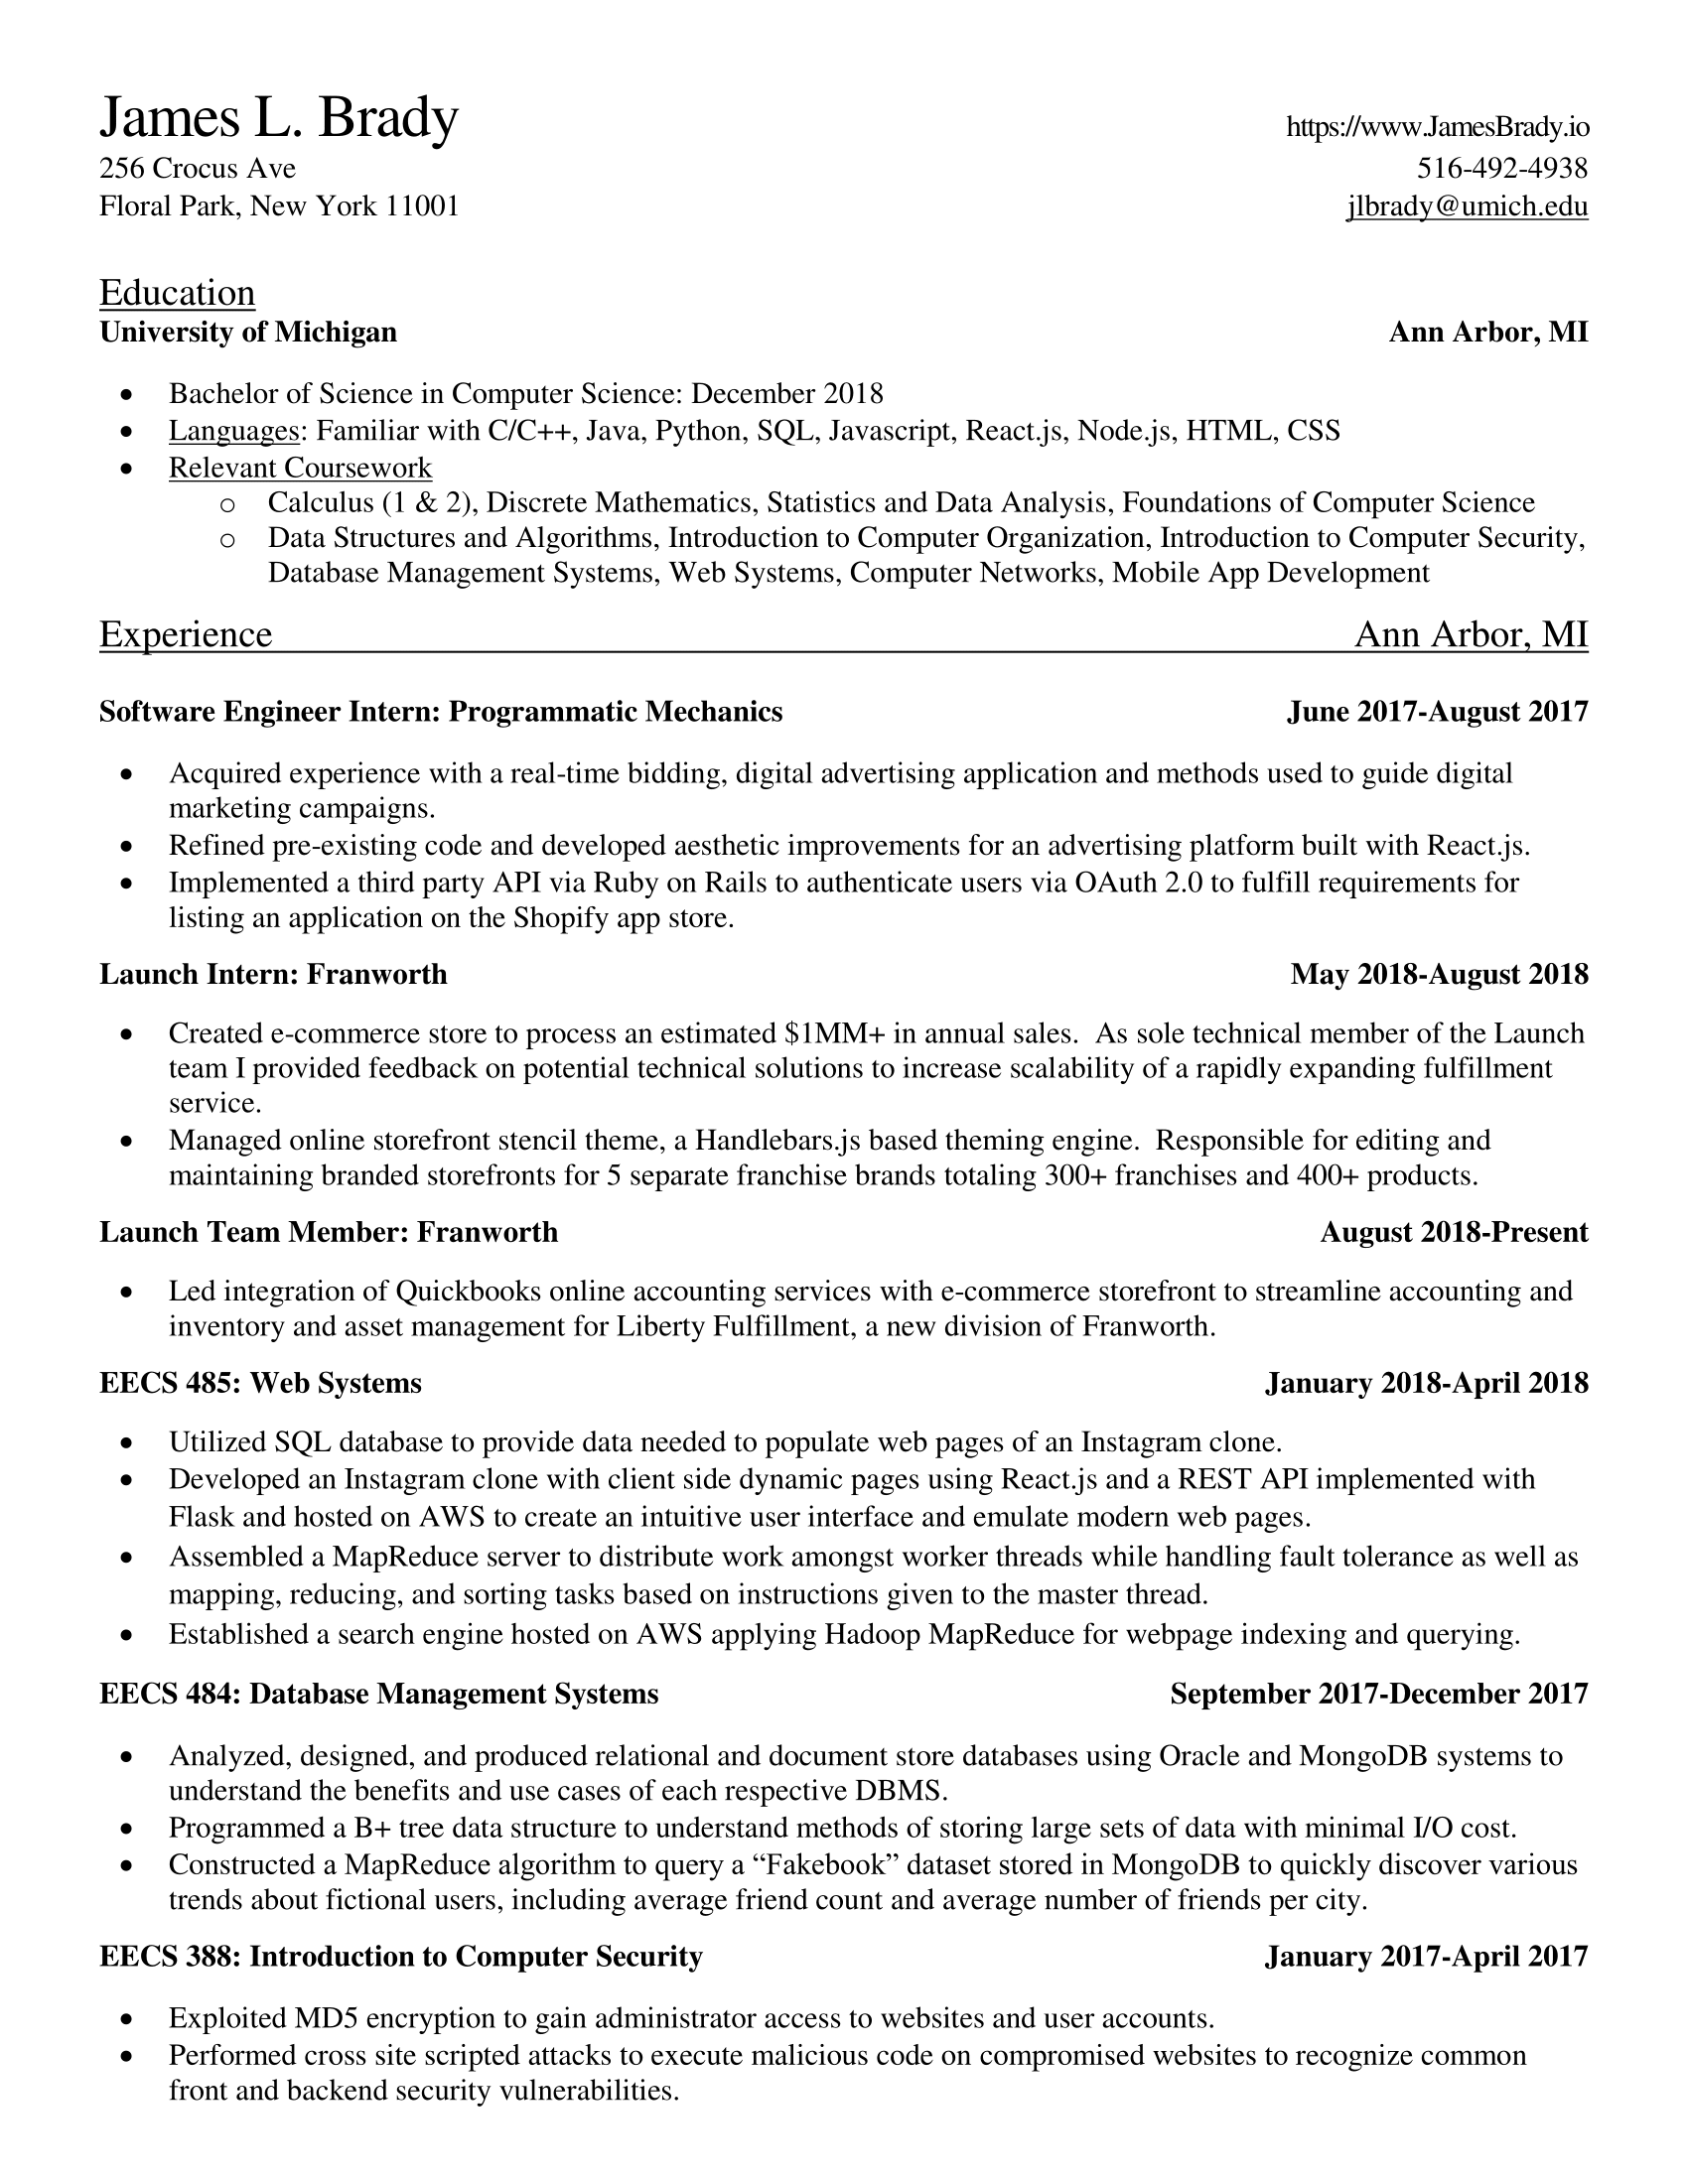 James L. Brady https://www.JamesBrady.io
256 Crocus Ave 516-492-4938
Floral Park, New York 11001 jlbrady@umich.edu
Education
University of Michigan Ann Arbor, MI
• Bachelor of Science in Computer Science: December 2018
• Languages: Familiar with C/C++, Java, Python, SQL, Javascript, React.js, Node.js, HTML, CSS
• Relevant Coursework
o Calculus (1 & 2), Discrete Mathematics, Statistics and Data Analysis, Foundations of Computer Science
o Data Structures and Algorithms, Introduction to Computer Organization, Introduction to Computer Security,
Database Management Systems, Web Systems, Computer Networks, Mobile App Development
Experience Ann Arbor, MI
Software Engineer Intern: Programmatic Mechanics June 2017-August 2017
• Acquired experience with a real-time bidding, digital advertising application and methods used to guide digital
marketing campaigns.
• Refined pre-existing code and developed aesthetic improvements for an advertising platform built with React.js.
• Implemented a third party API via Ruby on Rails to authenticate users via OAuth 2.0 to fulfill requirements for
listing an application on the Shopify app store.
Launch Intern: Franworth May 2018-August 2018
• Created e-commerce store to process an estimated $1MM+ in annual sales.  As sole technical member of the Launch
team I provided feedback on potential technical solutions to increase scalability of a rapidly expanding fulfillment
service.
• Managed online storefront stencil theme, a Handlebars.js based theming engine.  Responsible for editing and
maintaining branded storefronts for 5 separate franchise brands totaling 300+ franchises and 400+ products.
Launch Team Member: Franworth August 2018-Present
• Led integration of Quickbooks online accounting services with e-commerce storefront to streamline accounting and
inventory and asset management for Liberty Fulfillment, a new division of Franworth.
EECS 485: Web Systems January 2018-April 2018
• Utilized SQL database to provide data needed to populate web pages of an Instagram clone.
• Developed an Instagram clone with client side dynamic pages using React.js and a REST API implemented with
Flask and hosted on AWS to create an intuitive user interface and emulate modern web pages.
• Assembled a MapReduce server to distribute work amongst worker threads while handling fault tolerance as well as
mapping, reducing, and sorting tasks based on instructions given to the master thread.
• Established a search engine hosted on AWS applying Hadoop MapReduce for webpage indexing and querying.
EECS 484: Database Management Systems September 2017-December 2017
• Analyzed, designed, and produced relational and document store databases using Oracle and MongoDB systems to
understand the benefits and use cases of each respective DBMS.
• Programmed a B+ tree data structure to understand methods of storing large sets of data with minimal I/O cost.
• Constructed a MapReduce algorithm to query a “Fakebook” dataset stored in MongoDB to quickly discover various
trends about fictional users, including average friend count and average number of friends per city.
EECS 388: Introduction to Computer Security January 2017-April 2017
• Exploited MD5 encryption to gain administrator access to websites and user accounts.
• Performed cross site scripted attacks to execute malicious code on compromised websites to recognize common
front and backend security vulnerabilities.